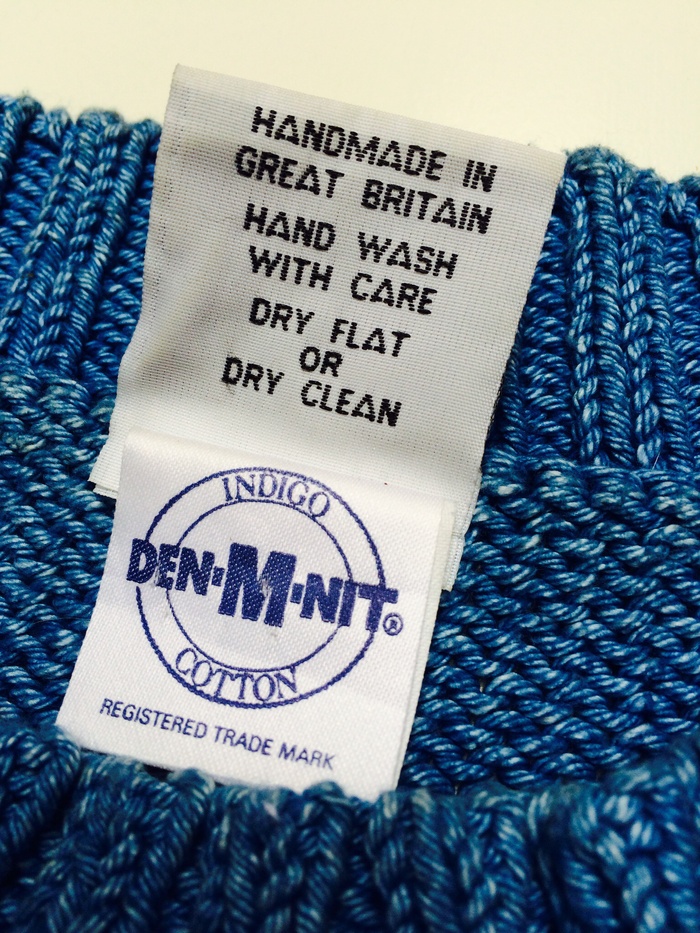 HANDMADE IN
GREAT BRITAIN
HAND WASH
WITH CARE
DRY FLAT
OR
DRY CLEAN
INDIGO
DEN·M·NIT®
COTTON
REGISTERED TRADE MARK